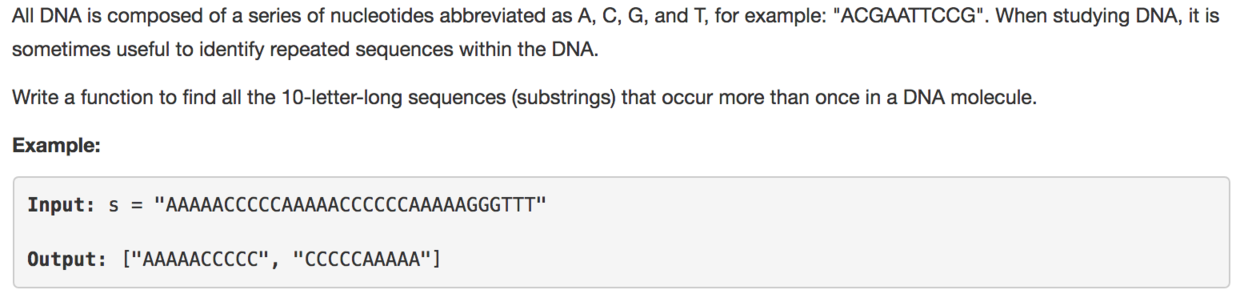 All DNA is composed of a series of nucleotides abbreviated as A, C, G, and T, for example: "ACGAATTCCG". When studying DNA, it is
sometimes useful to identify repeated sequences within the DNA.
Write a function to find all the 10-letter-long sequences (substrings) that occur more than once in a DNA molecule.
Example:
Input: s = "AAAAACCCCCAAAAACCCCCCAAAAAGGGTTT"
Output: ["AAAAACCCCC", "CCCCCAAAAA"]